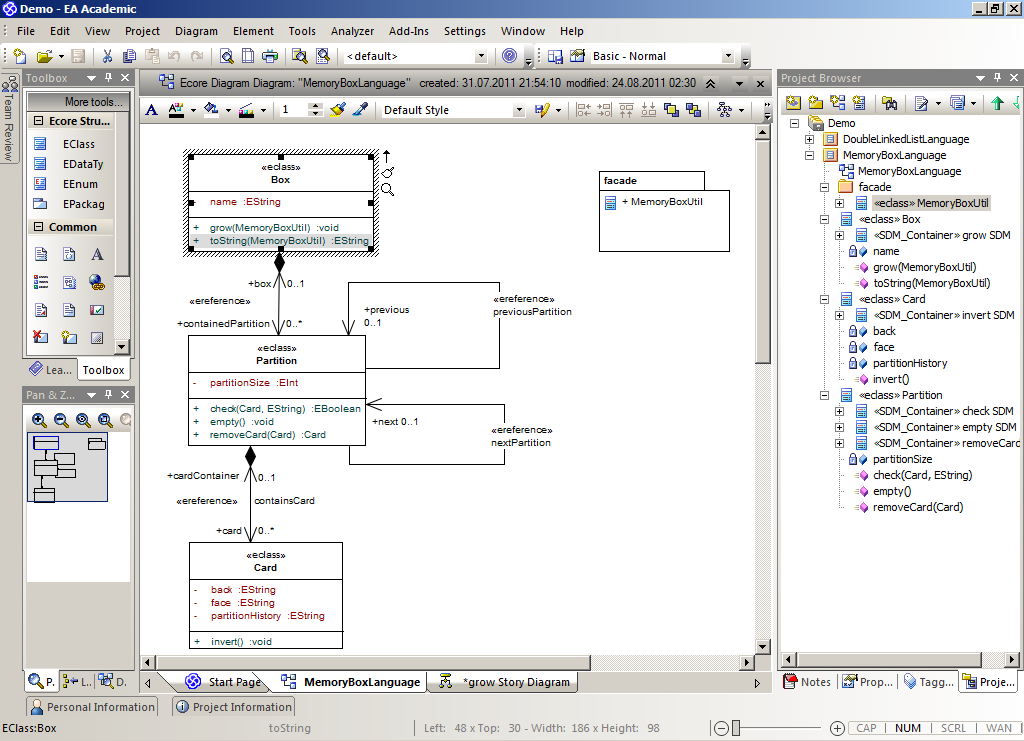 Demo - EA Academic
File Edit View Project Diagram Element Tools Analyzer Add-Ins Settings Window Help
<default> Basic - Normal
Team Review
Toolbox
More tools...
Ecore Stru...
EClass
EDataTy
EEnum
EPackag
Common
A
Lea... Toolbox
Pan & Z...
P. L.. D.
Ecore Diagram Diagram: "MemoryBoxLanguage" created: 31.07.2011 21:54:10 modified: 24.08.2011 02:30
A 1 Default Style
«eclass»
Box
- name :EString
+ grow(MemoryBoxUtil) :void
+ toString(MemoryBoxUtil) :EString
facade
+ MemoryBoxUtil
+box 0..1
«ereference»
+containedPartition 0..*
+previous
0..1
«ereference»
previousPartition
«eclass»
Partition
- partitionSize :EInt
+ check(Card, EString) :EBoolean
+ empty() :void
+ removeCard(Card) :Card
+next 0..1
«ereference»
nextPartition
+cardContainer 0..1
«ereference» containsCard
+card 0..*
«eclass»
Card
- back :EString
- face :EString
- partitionHistory :EString
+ invert() :void
Start Page MemoryBoxLanguage *grow Story Diagram
Project Browser
Demo
DoubleLinkedListLanguage
MemoryBoxLanguage
MemoryBoxLanguage
facade
«eclass» MemoryBoxUtil
«eclass» Box
«SDM_Container» grow SDM
name
grow(MemoryBoxUtil)
toString(MemoryBoxUtil)
«eclass» Card
«SDM_Container» invert SDM
back
face
partitionHistory
invert()
«eclass» Partition
«SDM_Container» check SDM
«SDM_Container» empty SDM
«SDM_Container» removeCard
partitionSize
check(Card, EString)
empty()
removeCard(Card)
Notes Prop... Tagg... Proje...
Personal Information Project Information
EClass:Box toString Left: 48 x Top: 30 - Width: 186 x Height: 98 CAP NUM SCRL WAN